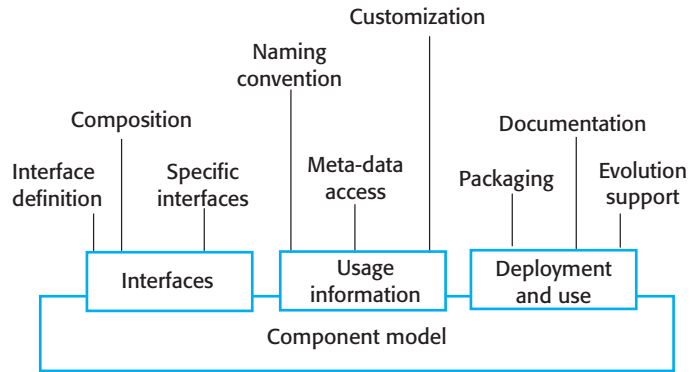 Customization
Naming
convention
Composition
Documentation
Interface
definition
Specific
interfaces
Meta-data
access
Packaging
Evolution
support
Interfaces
Usage
information
Deployment
and use
Component model